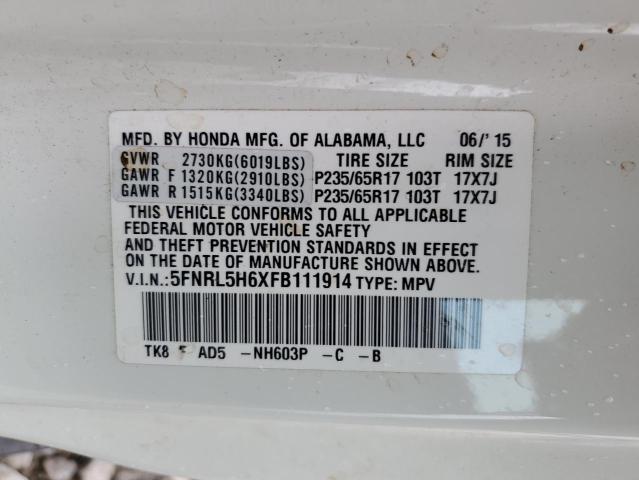 MFD. BY HONDA MFG. OF ALABAMA, LLC 06/'15
GVWR 2730KG(6019LBS) TIRE SIZE RIM SIZE
GAWR F 1320KG(2910LBS) P235/65R17 103T 17X7J
GAWR R 1515KG(3340LBS) P235/65R17 103T 17X7J
THIS VEHICLE CONFORMS TO ALL APPLICABLE
FEDERAL MOTOR VEHICLE SAFETY
AND THEFT PREVENTION STANDARDS IN EFFECT
ON THE DATE OF MANUFACTURE SHOWN ABOVE.
V.I.N.:5FNRL5H6XFB111914 TYPE: MPV
TK8 AD5 -NH603P -C -B